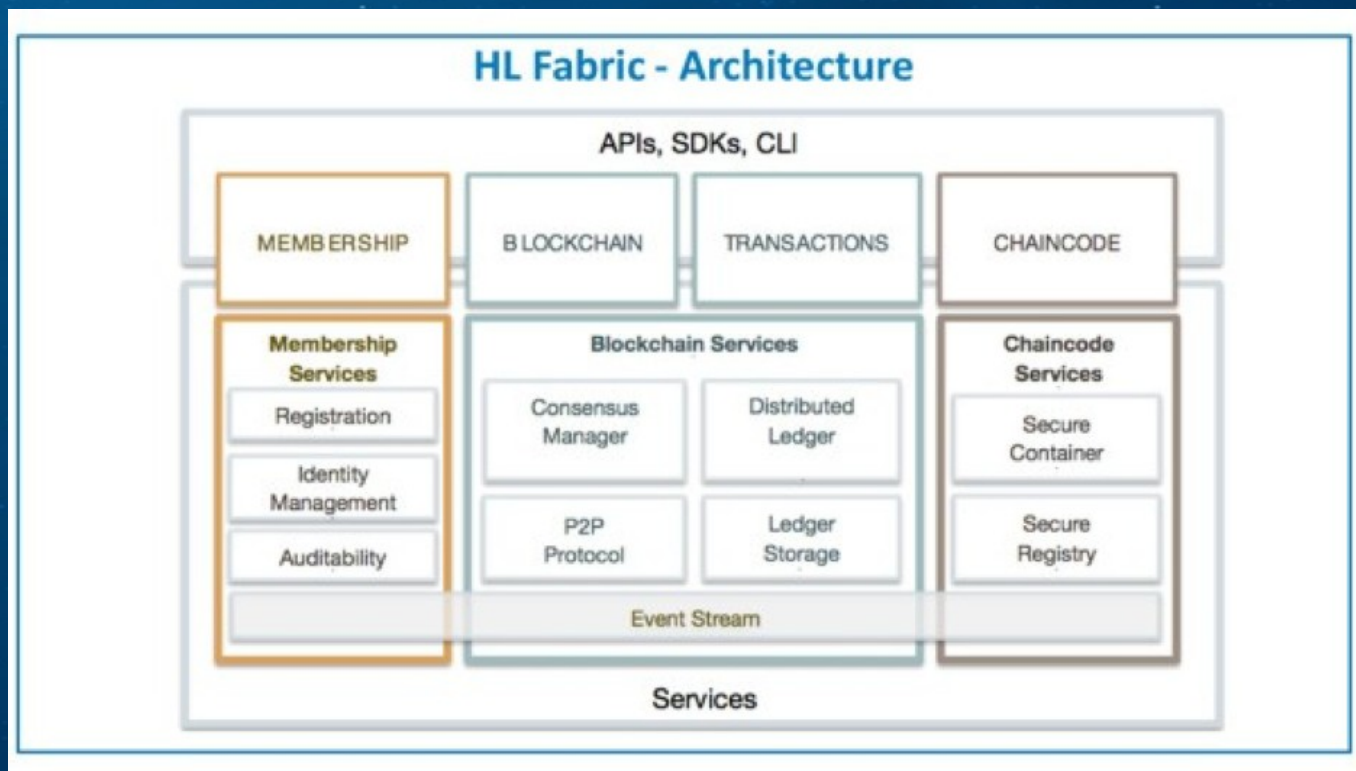 HL Fabric - Architecture
APIs, SDKs, CLI
MEMBERSHIP
BLOCKCHAIN
TRANSACTIONS
CHAINCODE
Membership
Services
Registration
Identity
Management
Auditability
Blockchain Services
Consensus
Manager
Distributed
Ledger
P2P
Protocol
Ledger
Storage
Chaincode
Services
Secure
Container
Secure
Registry
Event Stream
Services